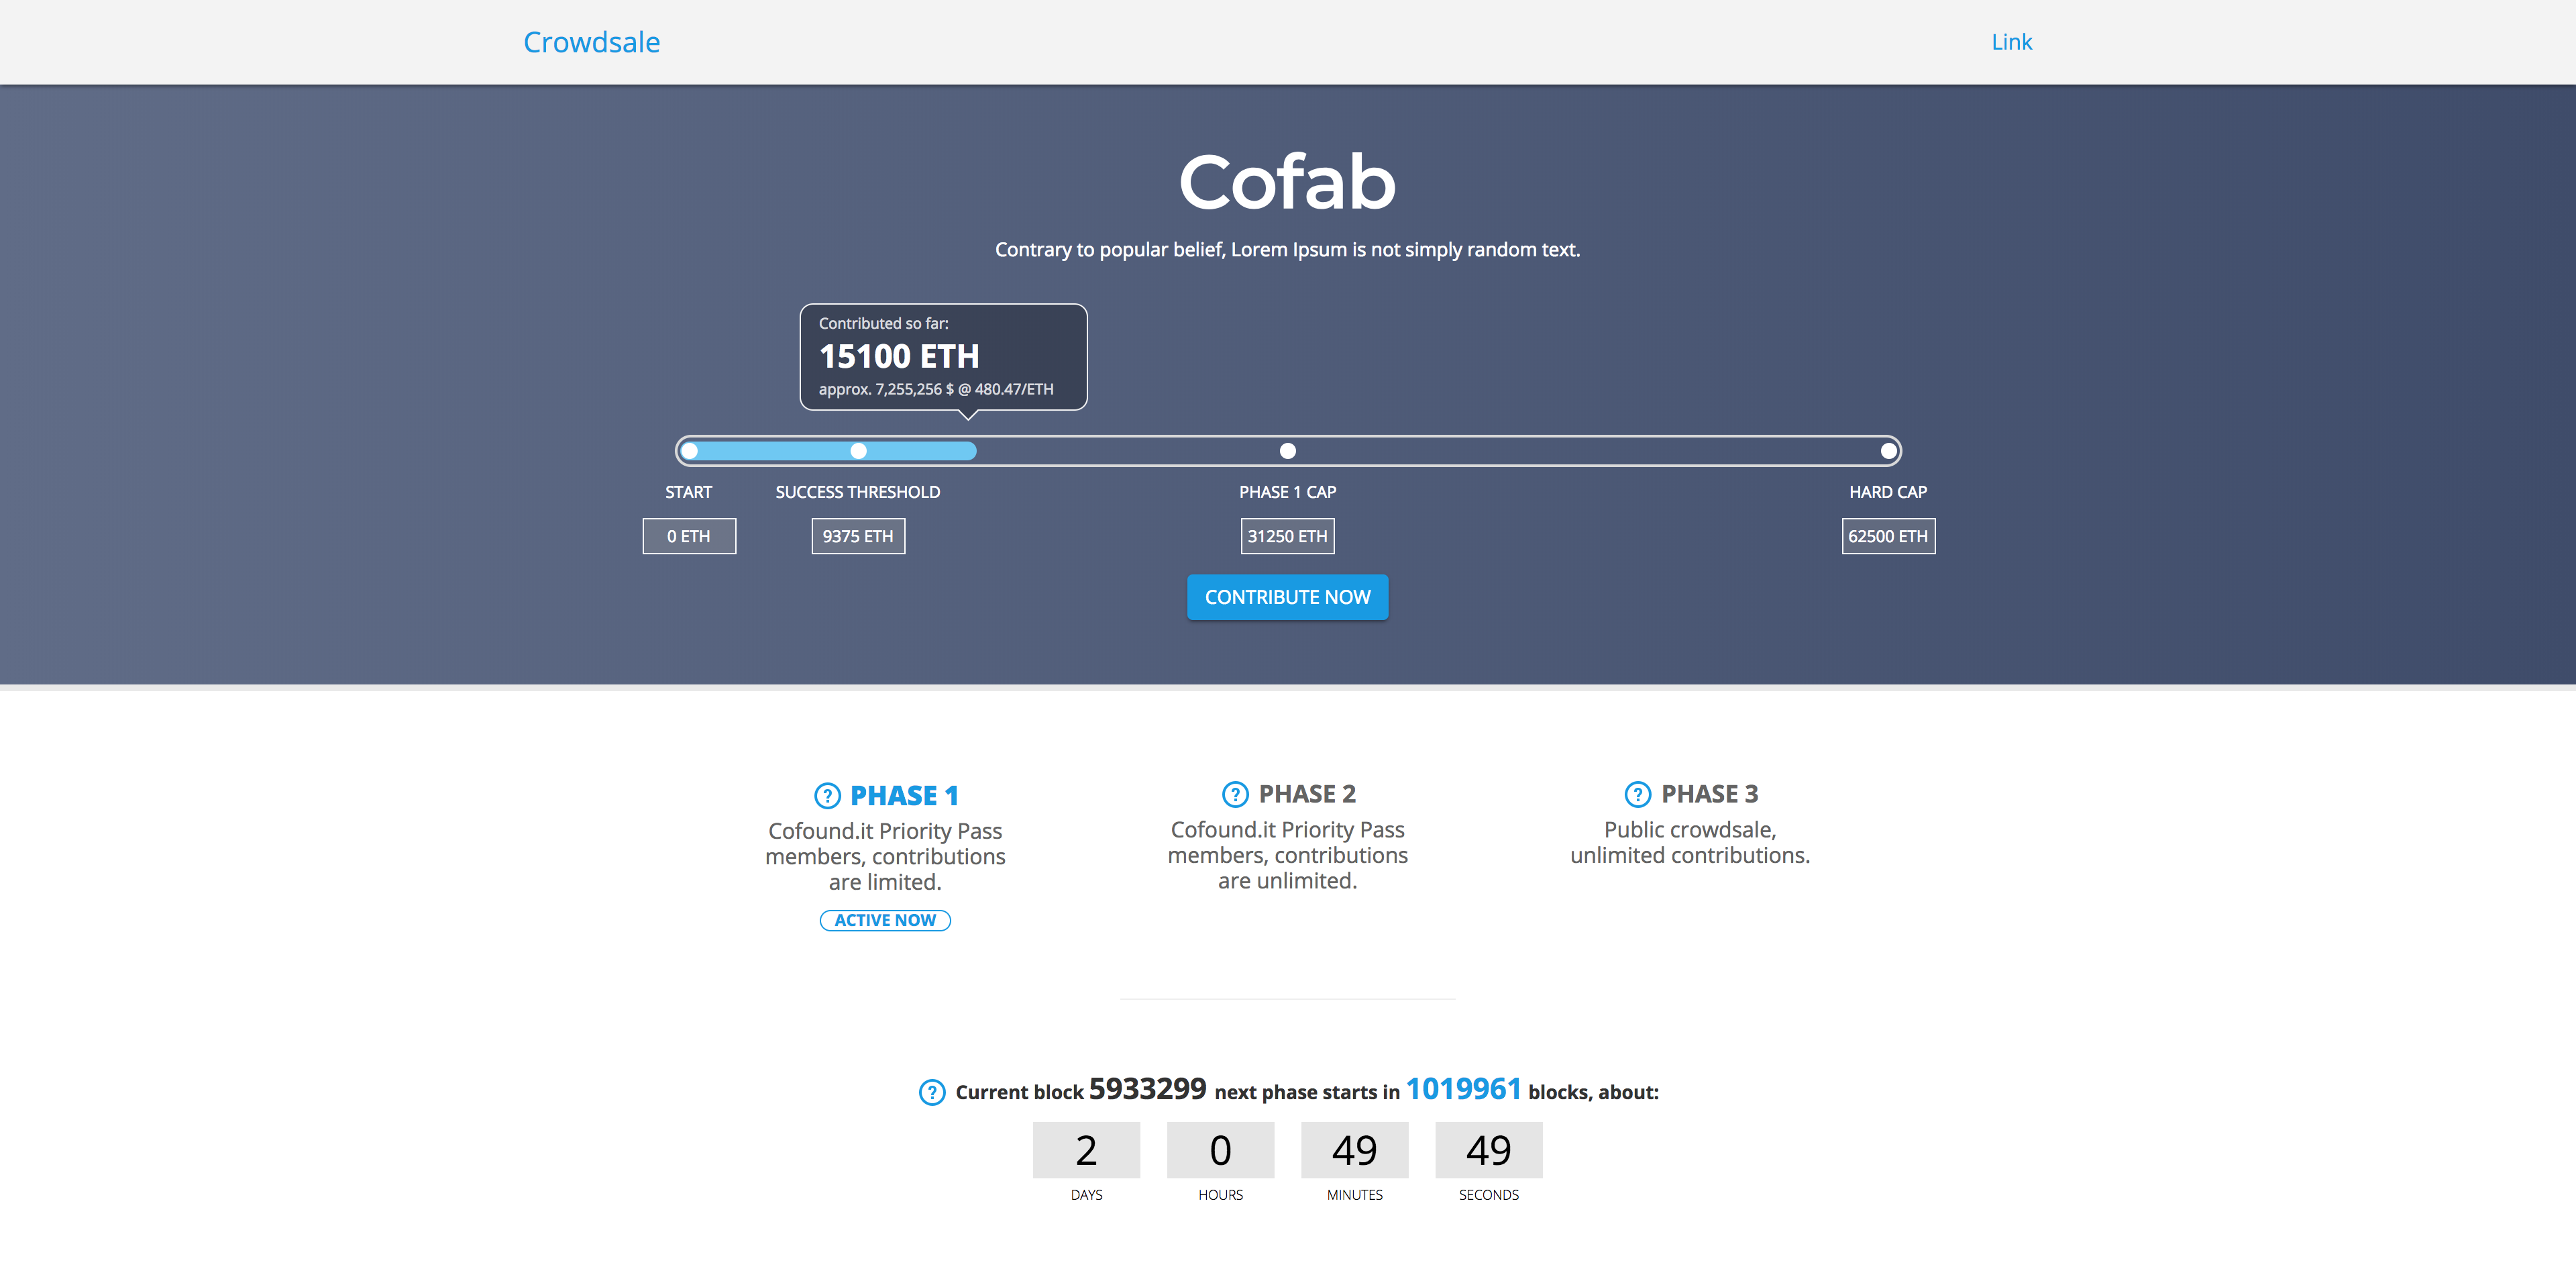 Crowdsale
Link
Cofab
Contrary to popular belief, Lorem Ipsum is not simply random text.
Contributed so far:
15100 ETH
approx. 7,255,256 $ @ 480.47/ETH
START
SUCCESS THRESHOLD
PHASE 1 CAP
HARD CAP
0 ETH
9375 ETH
31250 ETH
62500 ETH
CONTRIBUTE NOW
? PHASE 1
Cofound.it Priority Pass
members, contributions
are limited.
ACTIVE NOW
? PHASE 2
Cofound.it Priority Pass
members, contributions
are unlimited.
? PHASE 3
Public crowdsale,
unlimited contributions.
? Current block 5933299 next phase starts in 1019961 blocks, about:
2 0 49 49
DAYS HOURS MINUTES SECONDS